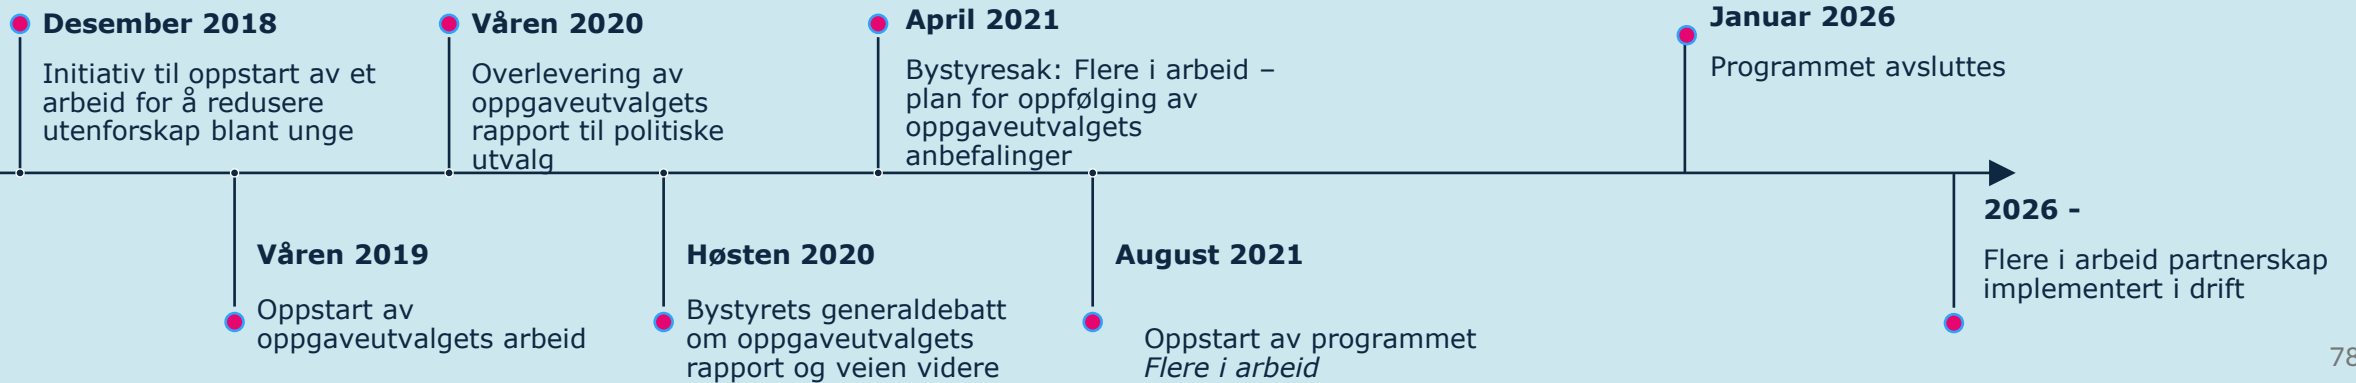 Desember 2018
Initiativ til oppstart av et
arbeid for å redusere
utenforskap blant unge
Våren 2019
Oppstart av
oppgaveutvalgets arbeid
Våren 2020
Overlevering av
oppgaveutvalgets
rapport til politiske
utvalg
Høsten 2020
Bystyrets generaldebatt
om oppgaveutvalgets
rapport og veien videre
April 2021
Bystyresak: Flere i arbeid –
plan for oppfølging av
oppgaveutvalgets
anbefalinger
August 2021
Oppstart av programmet
Flere i arbeid
Januar 2026
Programmet avsluttes
2026 -
Flere i arbeid partnerskap
implementert i drift
78